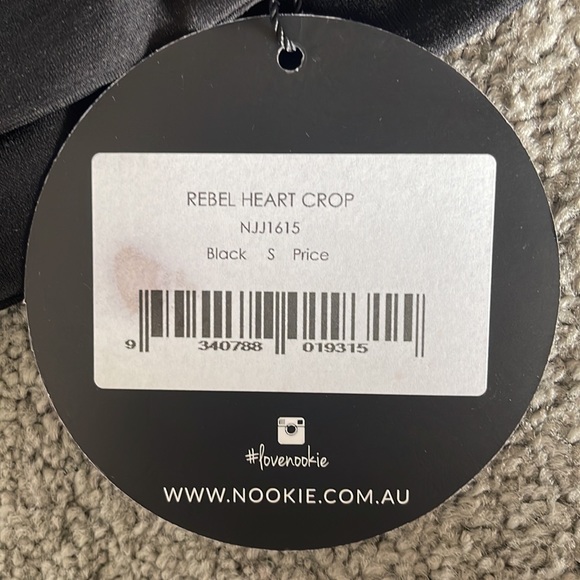 REBEL HEART CROP
NJJ1615
Black S Price
9 340788 019315
#lovenookie
WWW.NOOKIE.COM.AU